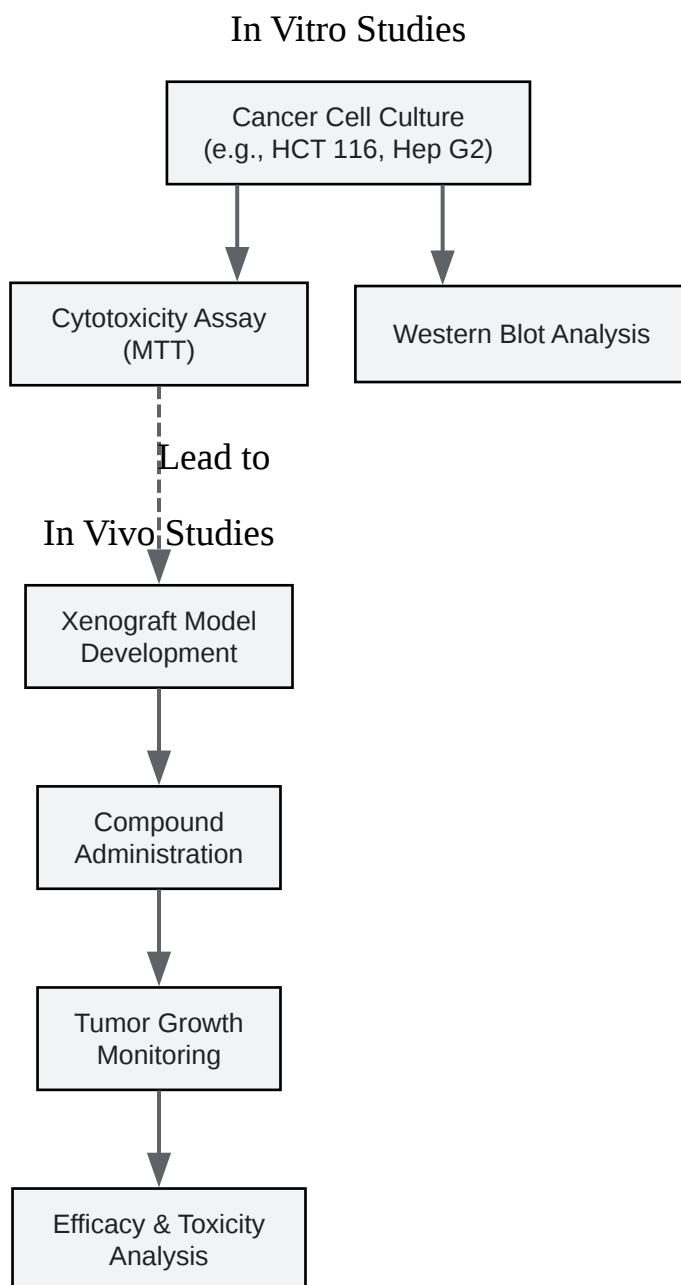 In Vitro Studies
Cancer Cell Culture
(e.g., HCT 116, Hep G2)
Cytotoxicity Assay
(MTT)
Western Blot Analysis
Lead to
In Vivo Studies
Xenograft Model
Development
Compound
Administration
Tumor Growth
Monitoring
Efficacy & Toxicity
Analysis